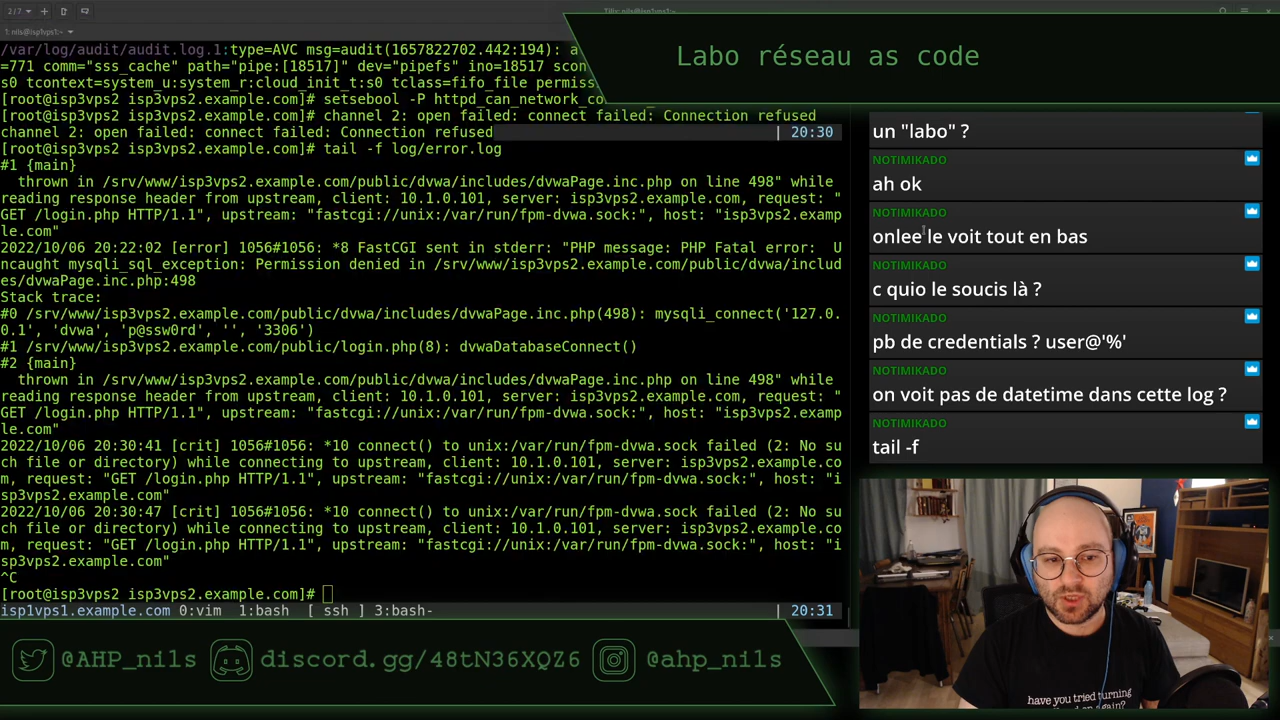 2/7
Tilix: nils@isp1vps1:~
1: nils@isp1vps1:~
/var/log/audit/audit.log.1:type=AVC msg=audit(1657822702.442:194): a
=771 comm="sss_cache" path="pipe:[18517]" dev="pipefs" ino=18517 scon
s0 tcontext=system_u:system_r:cloud_init_t:s0 tclass=fifo_file permiss
[root@isp3vps2 isp3vps2.example.com]# setsebool -P httpd_can_network_co
[root@isp3vps2 isp3vps2.example.com]# channel 2: open failed: connect failed: Connection refused
channel 2: open failed: connect failed: Connection refused | 20:30
[root@isp3vps2 isp3vps2.example.com]# tail -f log/error.log
#1 {main}
thrown in /srv/www/isp3vps2.example.com/public/dvwa/includes/dvwaPage.inc.php on line 498" while
reading response header from upstream, client: 10.1.0.101, server: isp3vps2.example.com, request: "
GET /login.php HTTP/1.1", upstream: "fastcgi://unix:/var/run/fpm-dvwa.sock:", host: "isp3vps2.examp
le.com"
2022/10/06 20:22:02 [error] 1056#1056: *8 FastCGI sent in stderr: "PHP message: PHP Fatal error:  U
ncaught mysqli_sql_exception: Permission denied in /srv/www/isp3vps2.example.com/public/dvwa/includ
es/dvwaPage.inc.php:498
Stack trace:
#0 /srv/www/isp3vps2.example.com/public/dvwa/includes/dvwaPage.inc.php(498): mysqli_connect('127.0.
0.1', 'dvwa', 'p@ssw0rd', '', '3306')
#1 /srv/www/isp3vps2.example.com/public/login.php(8): dvwaDatabaseConnect()
#2 {main}
thrown in /srv/www/isp3vps2.example.com/public/dvwa/includes/dvwaPage.inc.php on line 498" while
reading response header from upstream, client: 10.1.0.101, server: isp3vps2.example.com, request: "
GET /login.php HTTP/1.1", upstream: "fastcgi://unix:/var/run/fpm-dvwa.sock:", host: "isp3vps2.examp
le.com"
2022/10/06 20:30:41 [crit] 1056#1056: *10 connect() to unix:/var/run/fpm-dvwa.sock failed (2: No su
ch file or directory) while connecting to upstream, client: 10.1.0.101, server: isp3vps2.example.co
m, request: "GET /login.php HTTP/1.1", upstream: "fastcgi://unix:/var/run/fpm-dvwa.sock:", host: "i
sp3vps2.example.com"
2022/10/06 20:30:47 [crit] 1056#1056: *10 connect() to unix:/var/run/fpm-dvwa.sock failed (2: No su
ch file or directory) while connecting to upstream, client: 10.1.0.101, server: isp3vps2.example.co
m, request: "GET /login.php HTTP/1.1", upstream: "fastcgi://unix:/var/run/fpm-dvwa.sock:", host: "i
sp3vps2.example.com"
^C
[root@isp3vps2 isp3vps2.example.com]#
isp1vps1.example.com 0:vim  1:bash  [ ssh ] 3:bash- | 20:31
Labo réseau as code
un "labo" ?
NOTIMIKADO
ah ok
NOTIMIKADO
onlee le voit tout en bas
NOTIMIKADO
c quio le soucis là ?
NOTIMIKADO
pb de credentials ? user@'%'
NOTIMIKADO
on voit pas de datetime dans cette log ?
NOTIMIKADO
tail -f
have you tried turning
@AHP_nils
discord.gg/48tN36XQZ6
@ahp_nils